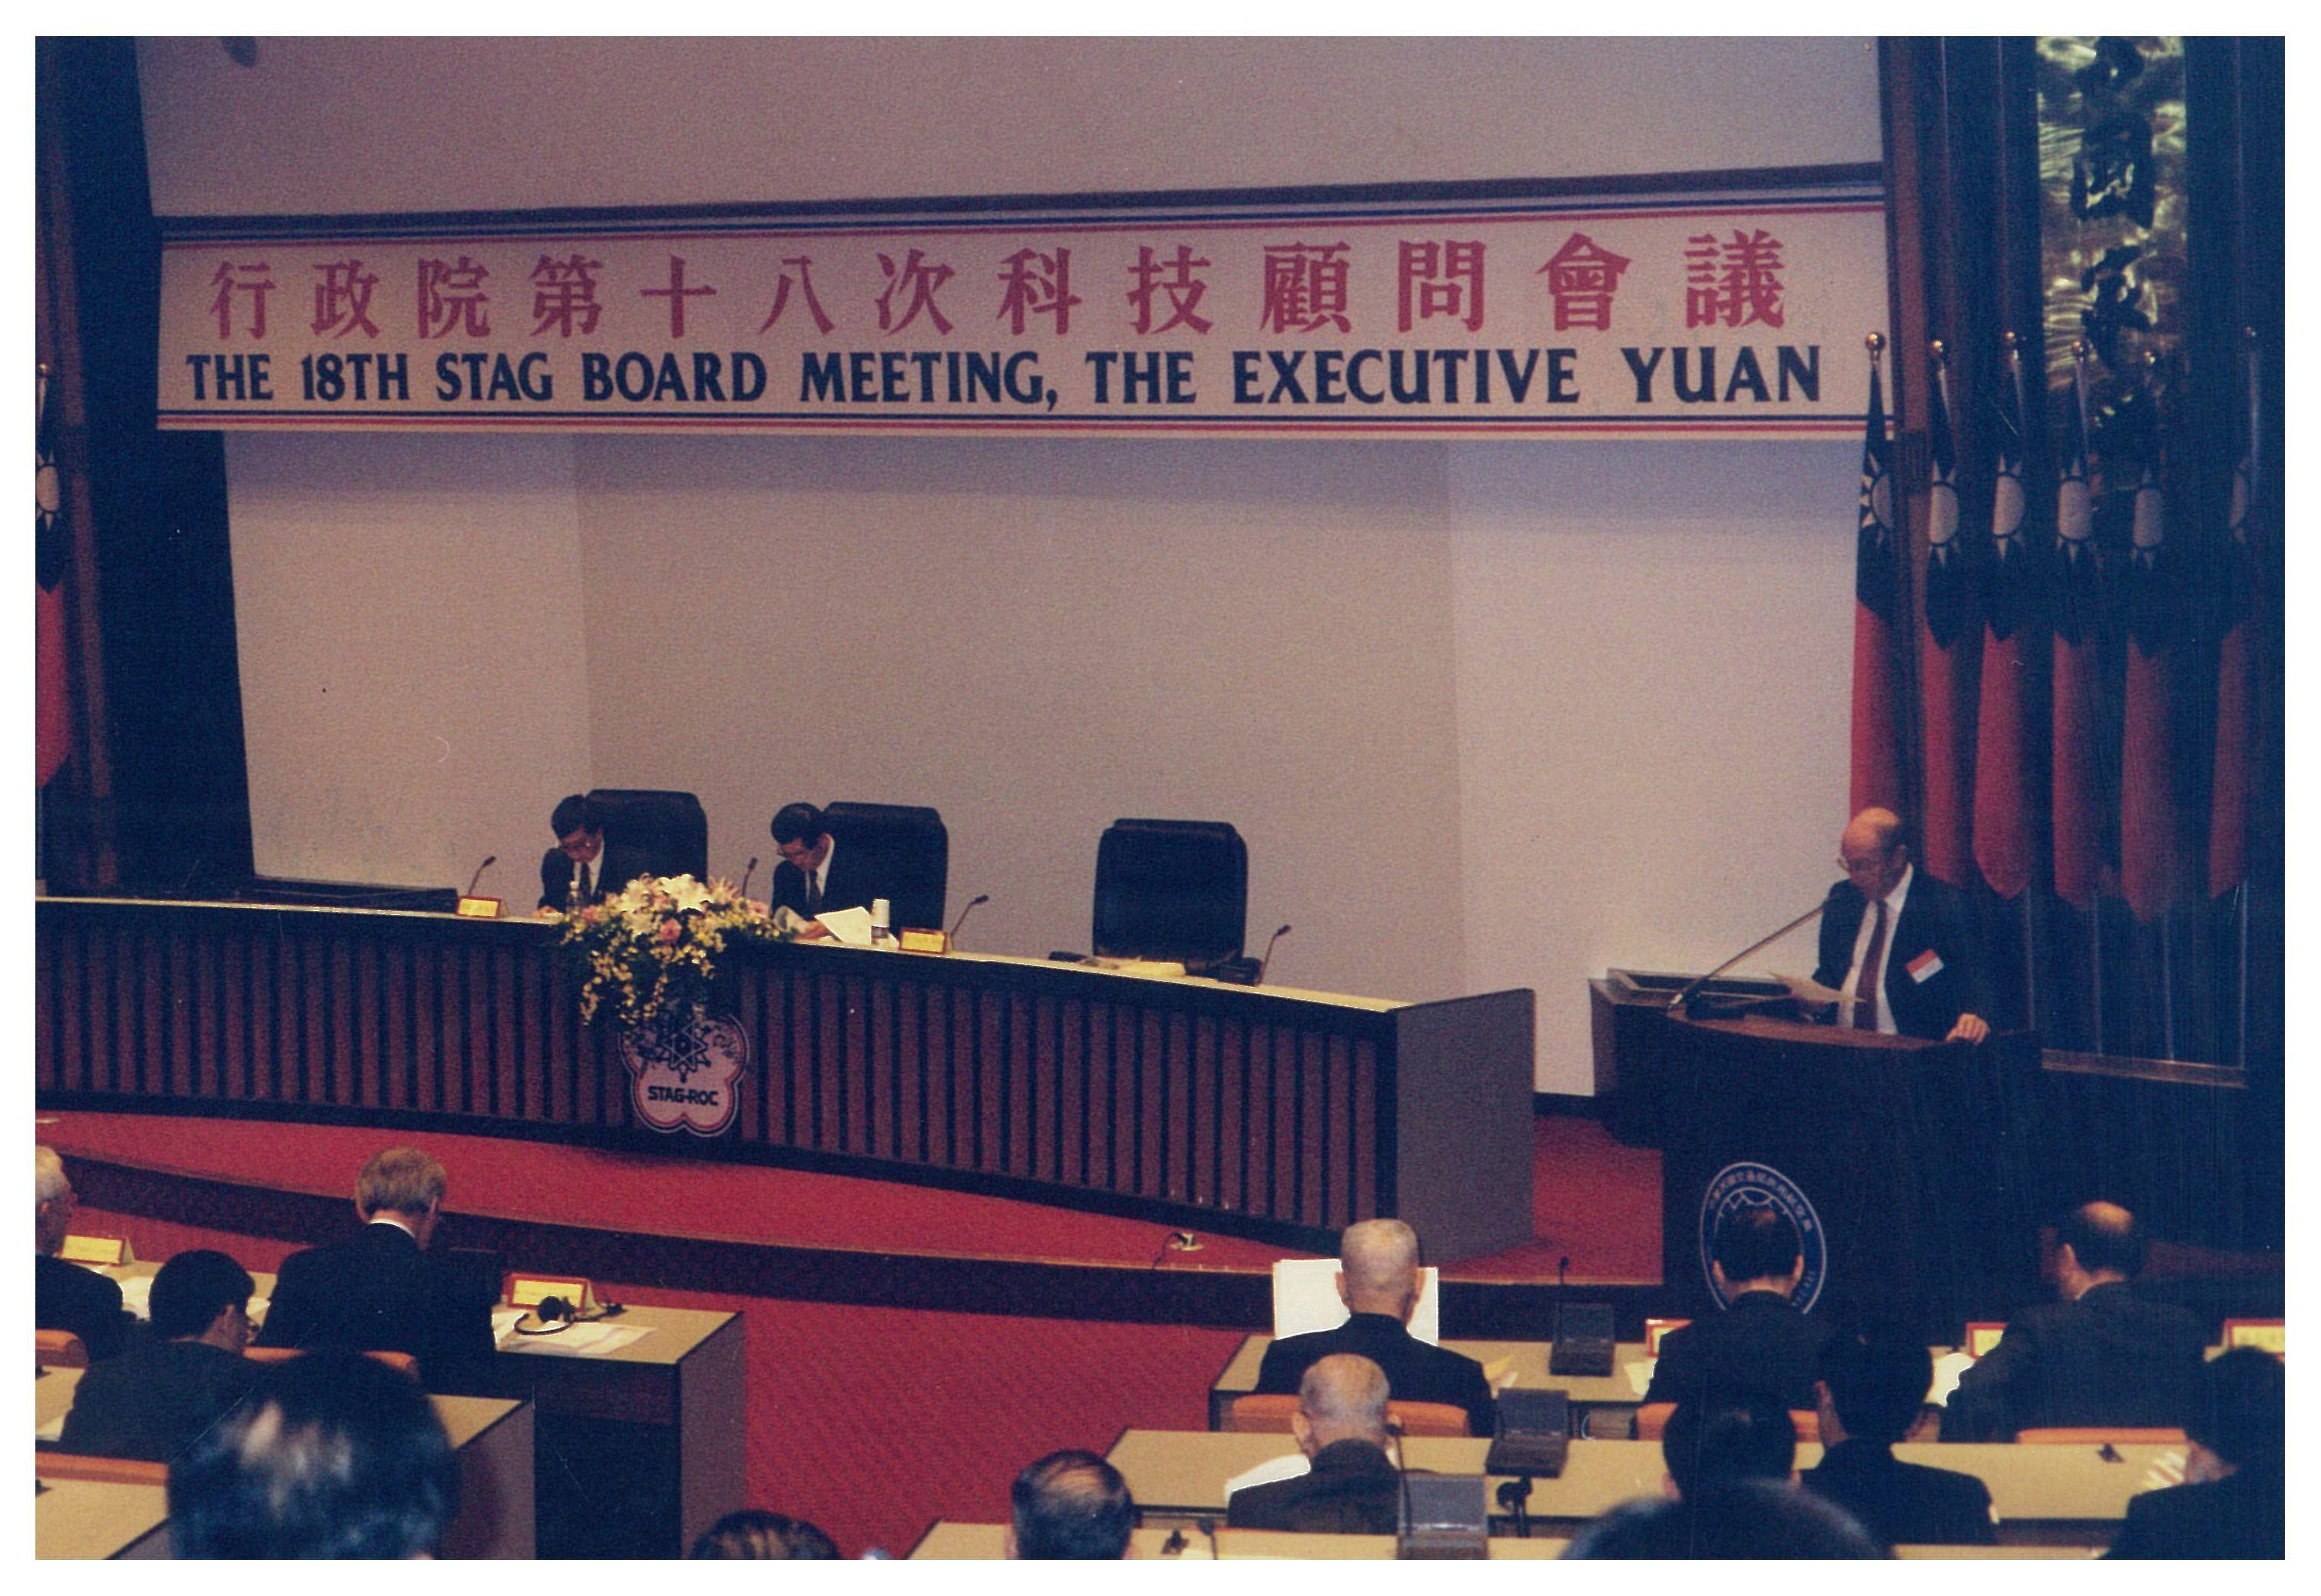 行政院第十八次科技顧問會議
THE 18TH STAG BOARD MEETING, THE EXECUTIVE YUAN
STAG-ROC